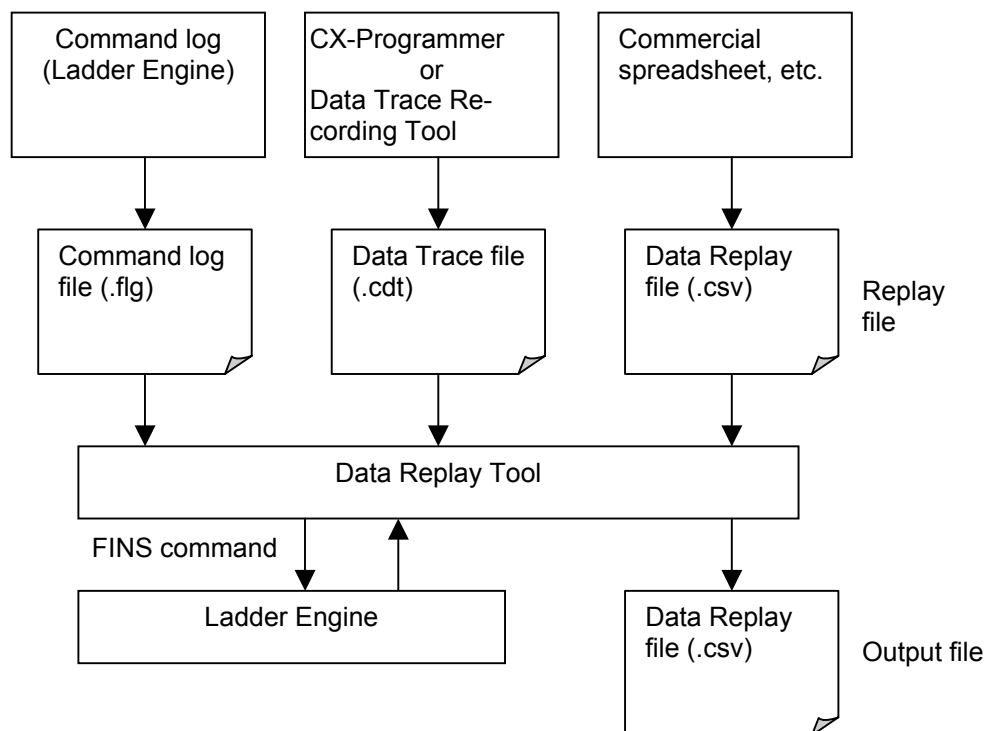 Command log
(Ladder Engine)
CX-Programmer
or
Data Trace Re-
cording Tool
Commercial
spreadsheet, etc.
Command log
file (.flg)
Data Trace file
(.cdt)
Data Replay
file (.csv)
Replay
file
Data Replay Tool
FINS command
Ladder Engine
Data Replay
file (.csv)
Output file